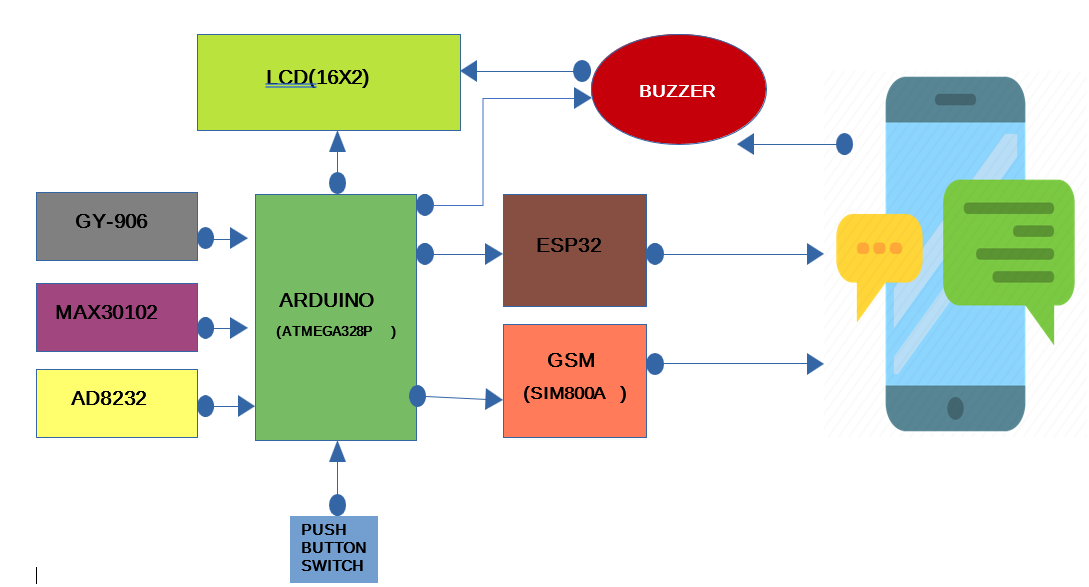 LCD(16X2)
BUZZER
GY-906
MAX30102
AD8232
ARDUINO
(ATMEGA328P )
ESP32
GSM
(SIM800A )
PUSH
BUTTON
SWITCH